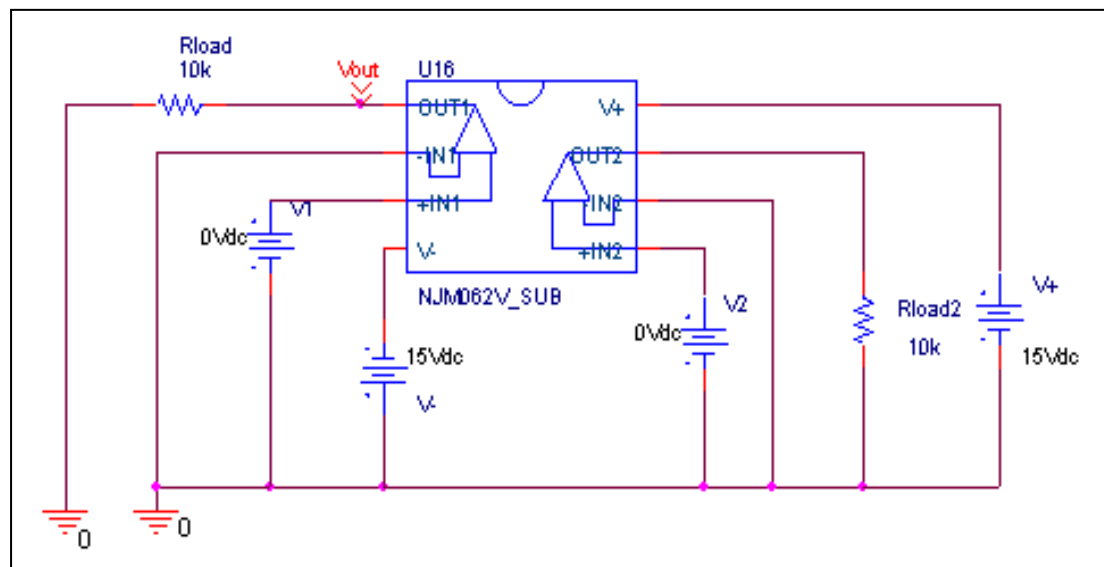 Rload
10k
Vout
U16
OUT1
-IN1
+IN1
V-
V+
OUT2
-IN2
+IN2
NJM062V_SUB
V1
0Vdc
15Vdc
V-
V2
0Vdc
Rload2
10k
V+
15Vdc
0
0